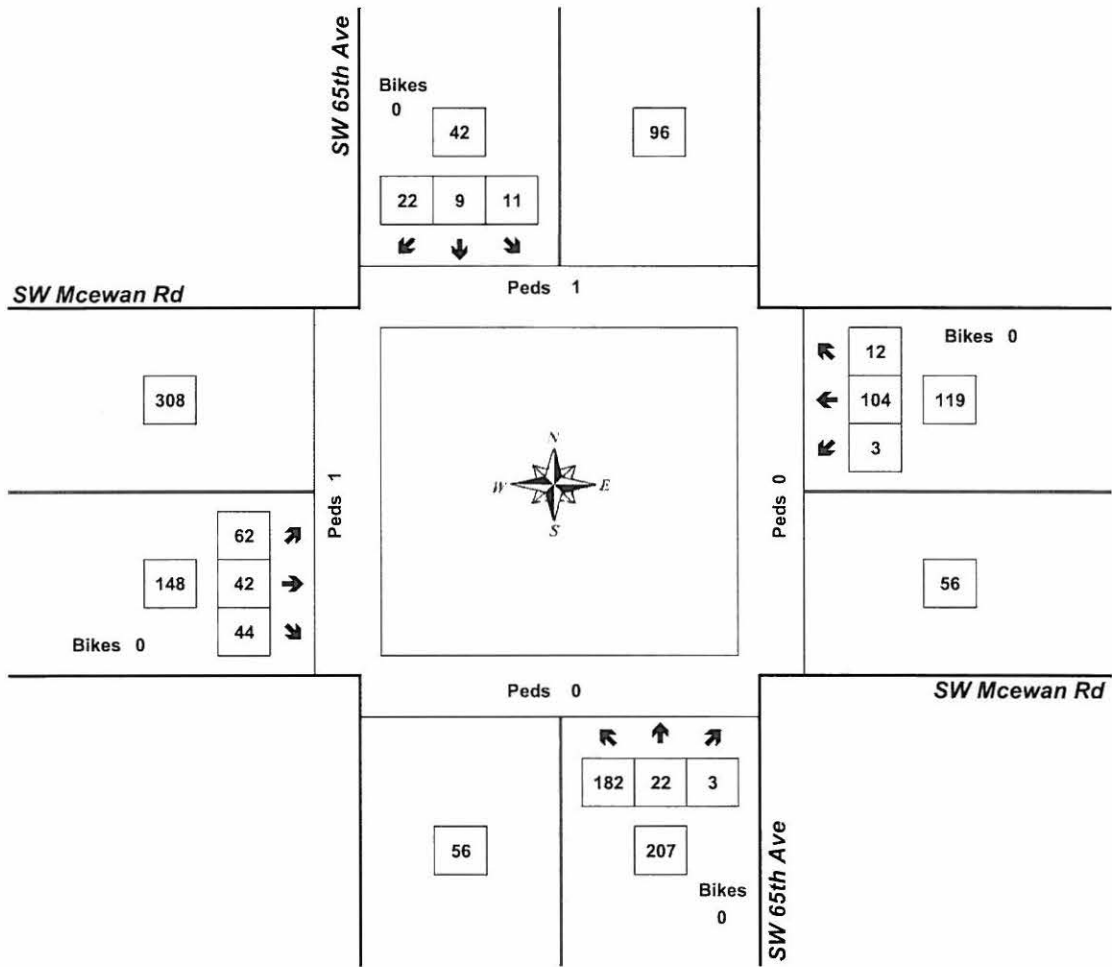 SW 65th Ave
Bikes
0
42
96
22 9 11
Peds 1
SW Mcewan Rd
Bikes 0
12
308
104 119
3
N
W E
S
Peds 1
Peds 0
62
148 42
44
56
Bikes 0
Peds 0
SW Mcewan Rd
182 22 3
56
207
SW 65th Ave
Bikes
0